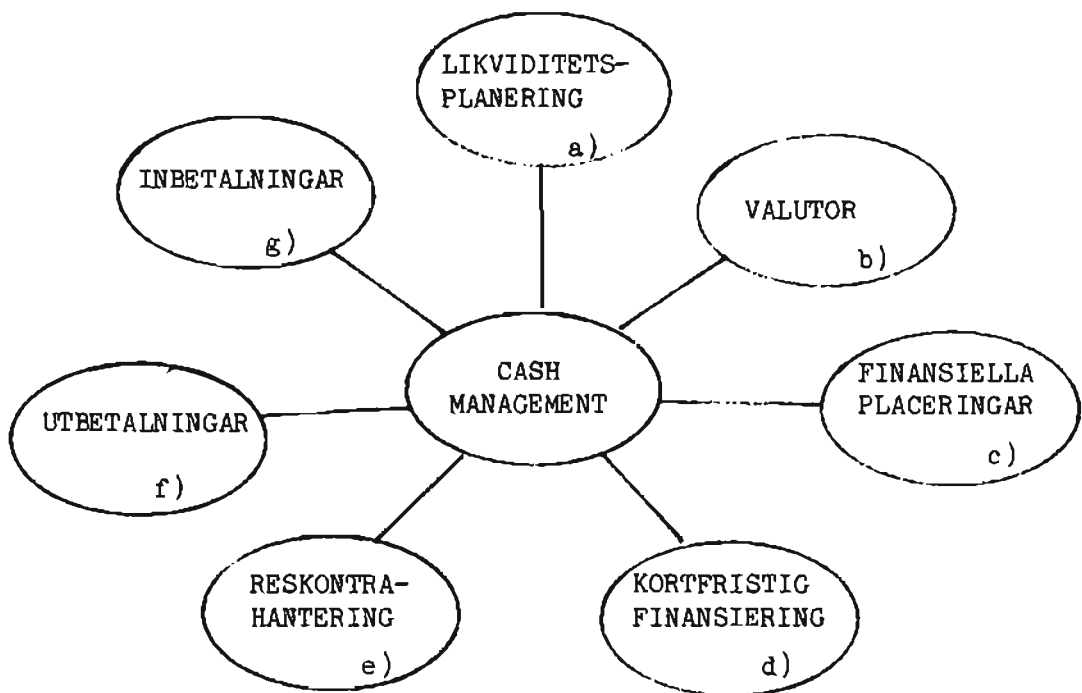 LIKVIDITETS-
PLANERING
a)
VALUTOR
b)
FINANSIELLA
PLACERINGAR
c)
KORTFRISTIG
FINANSIERING
d)
RESKONTRA-
HANTERING
e)
UTBETALNINGAR
f)
INBETALNINGAR
g)
CASH
MANAGEMENT